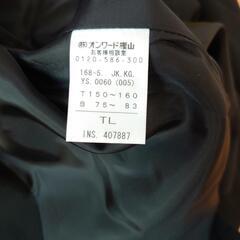 ㈱オンワード樫山
お客様相談室
0120-586-300
168-5. JK.KG.
YS.0060 (005)
T 150〜160
B 75〜83
TL
INS. 407887